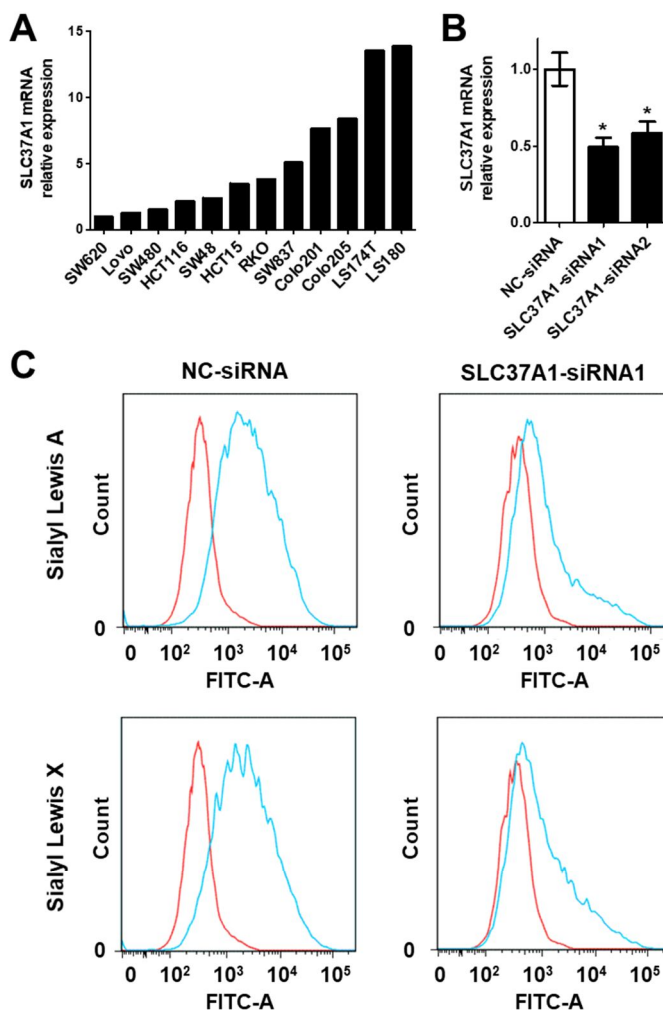 A
SLC37A1 mRNA
relative expression
15
10
5
0
SW620
Lovo
SW480
HCT116
SW48
HCT15
RKO
SW837
Colo201
Colo205
LS174T
LS180
B
SLC37A1 mRNA
relative expression
1.0
0.5
0.0
*
*
NC-siRNA
SLC37A1-siRNA1
SLC37A1-siRNA2
C
NC-siRNA
SLC37A1-siRNA1
Sialyl Lewis A
Count
0
0 10² 10³ 10⁴ 10⁵
FITC-A
Count
0
0 10² 10³ 10⁴ 10⁵
FITC-A
Sialyl Lewis X
Count
0
0 10² 10³ 10⁴ 10⁵
FITC-A
Count
0
0 10² 10³ 10⁴ 10⁵
FITC-A